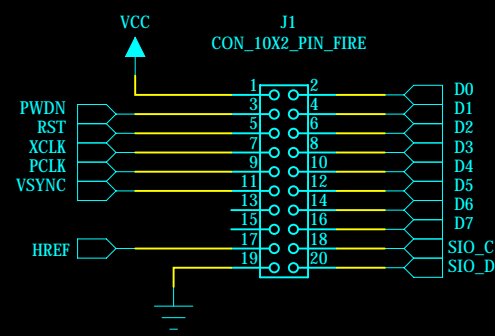 VCC J1
CON_10X2_PIN_FIRE
1 2 D0
PWDN 3 4 D1
RST 5 6 D2
XCLK 7 8 D3
PCLK 9 10 D4
VSYNC 11 12 D5
13 14 D6
15 16 D7
HREF 17 18 SIO_C
19 20 SIO_D